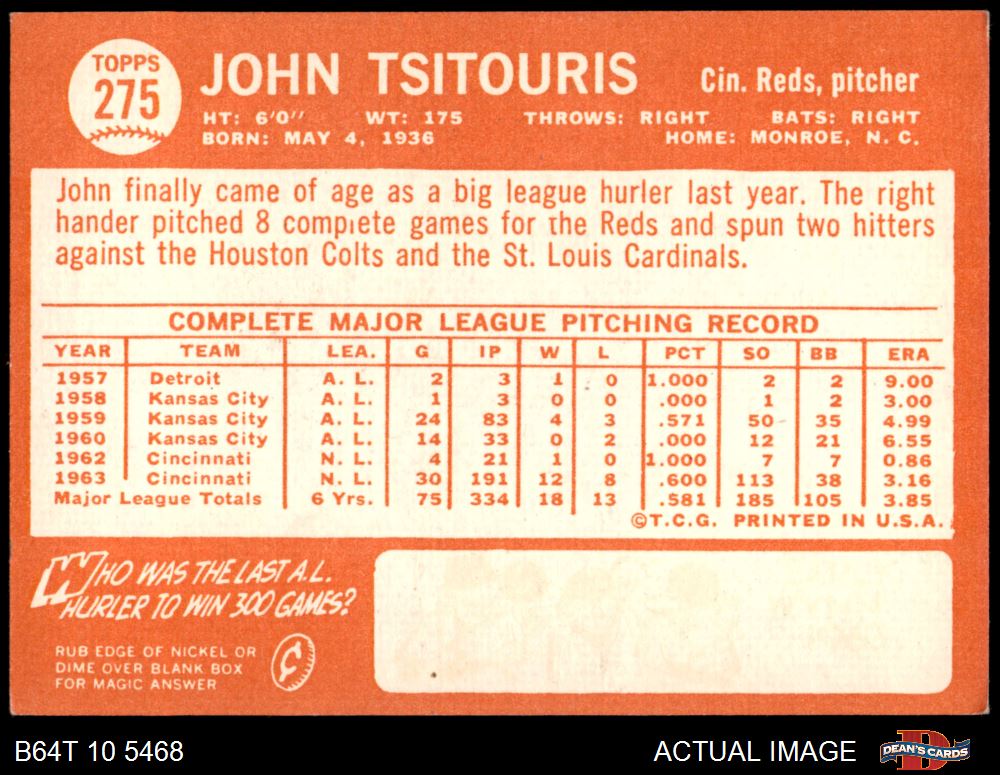 TOPPS
275
JOHN TSITOURIS
Cin. Reds, pitcher
HT: 6'0" WT: 175 THROWS: RIGHT BATS: RIGHT
BORN: MAY 4, 1936 HOME: MONROE, N. C.
John finally came of age as a big league hurler last year. The right
hander pitched 8 complete games for the Reds and spun two hitters
against the Houston Colts and the St. Louis Cardinals.
COMPLETE MAJOR LEAGUE PITCHING RECORD
YEAR TEAM LEA. G IP W L PCT SO BB ERA
1957 Detroit A. L. 2 3 1 0 1.000 2 2 9.00
1958 Kansas City A. L. 1 3 0 0 .000 1 2 3.00
1959 Kansas City A. L. 24 83 4 3 .571 50 35 4.99
1960 Kansas City A. L. 14 33 0 2 .000 12 21 6.55
1962 Cincinnati N. L. 4 21 1 0 1.000 7 7 0.86
1963 Cincinnati N. L. 30 191 12 8 .600 113 38 3.16
Major League Totals 6 Yrs. 75 334 18 13 .581 185 105 3.85
©T.C.G. PRINTED IN U.S.A.
WHO WAS THE LAST A.L.
HURLER TO WIN 300 GAMES?
RUB EDGE OF NICKEL OR
DIME OVER BLANK BOX
FOR MAGIC ANSWER
¢
B64T 10 5468
ACTUAL IMAGE
DEAN'S CARDS